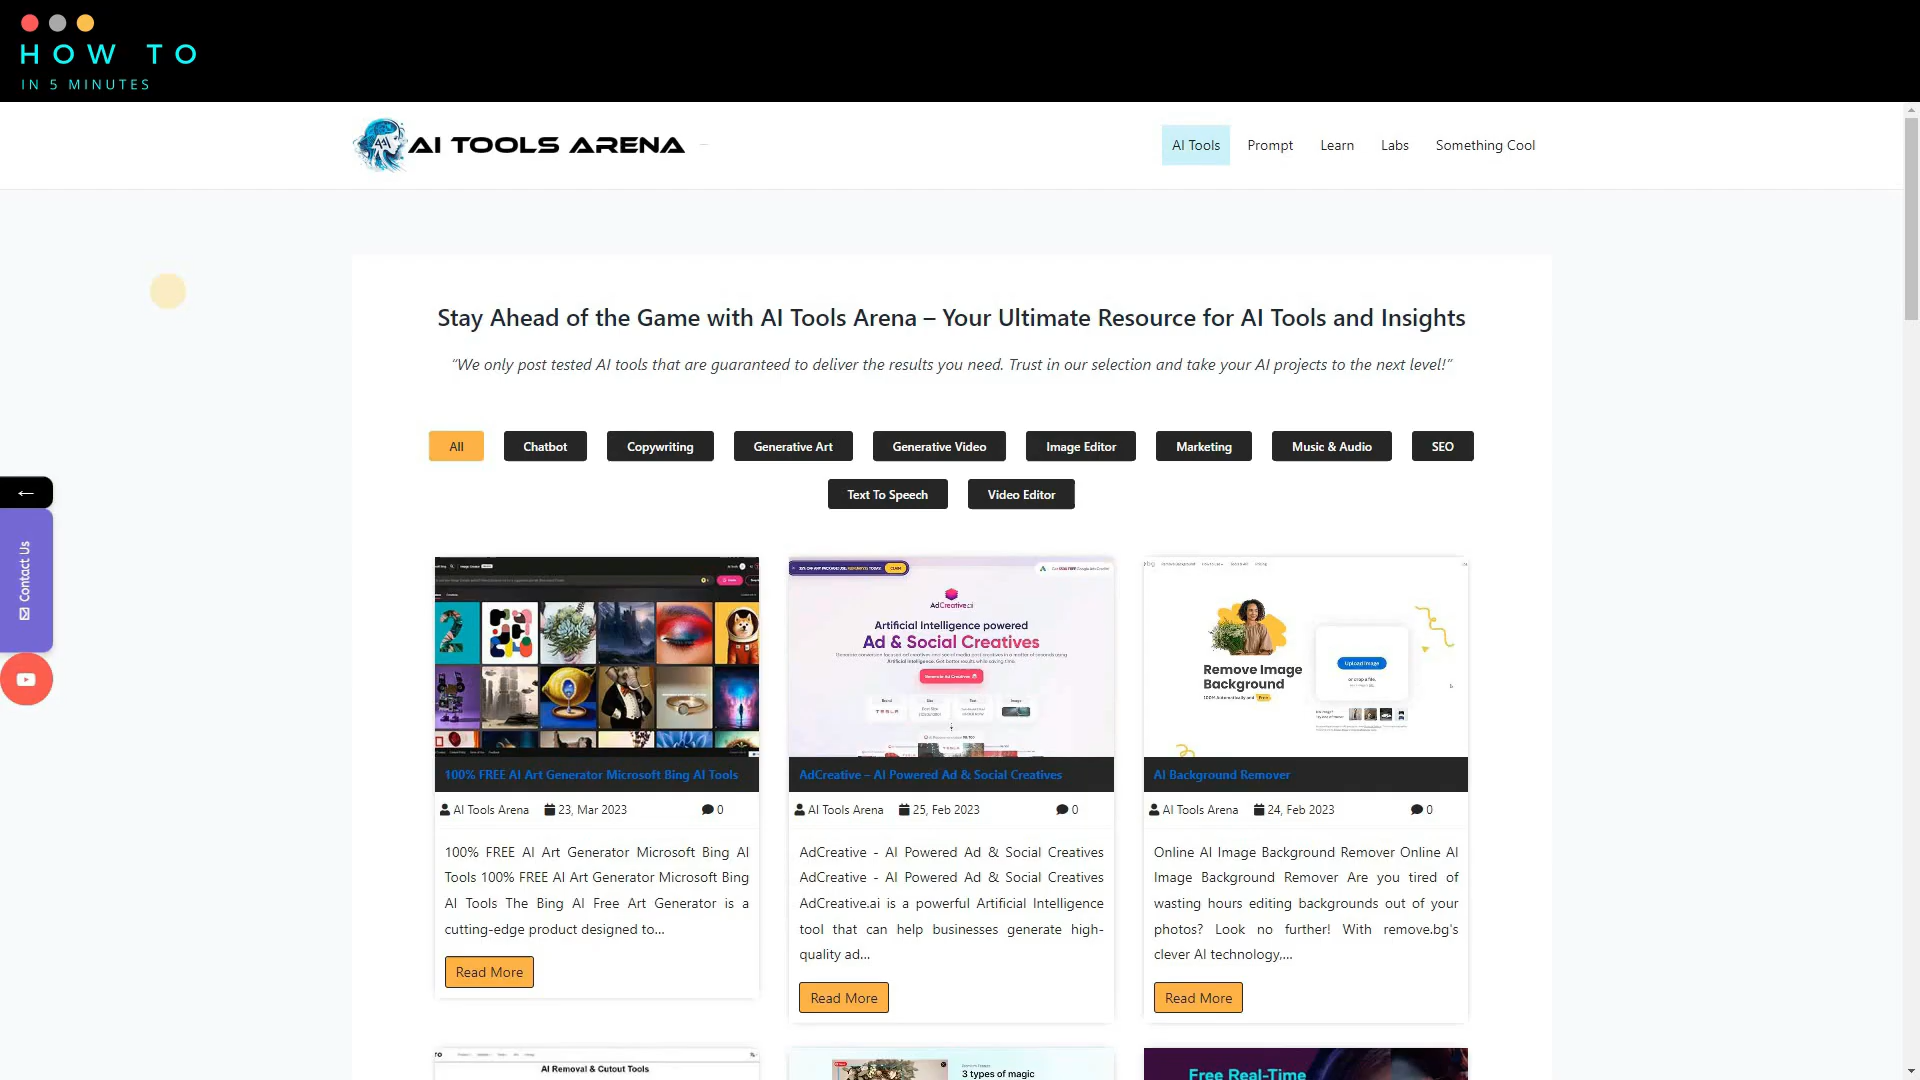 HOW TO
IN 5 MINUTES
AI TOOLS ARENA
AI Tools
Prompt
Learn
Labs
Something Cool
Stay Ahead of the Game with AI Tools Arena – Your Ultimate Resource for AI Tools and Insights
“We only post tested AI tools that are guaranteed to deliver the results you need. Trust in our selection and take your AI projects to the next level!”
All
Chatbot
Copywriting
Generative Art
Generative Video
Image Editor
Marketing
Music & Audio
SEO
Text To Speech
Video Editor
← 
Contact Us
AdCreative.ai
Artificial Intelligence powered
Ad & Social Creatives
Remove Image
Background
100% Automatically and Free
Upload Image
or drop a file,
100% FREE AI Art Generator Microsoft Bing AI Tools
AI Tools Arena 23, Mar 2023 0
100% FREE AI Art Generator Microsoft Bing AI
Tools 100% FREE AI Art Generator Microsoft Bing
AI Tools The Bing AI Free Art Generator is a
cutting-edge product designed to...
Read More
AdCreative – AI Powered Ad & Social Creatives
AI Tools Arena 25, Feb 2023 0
AdCreative - AI Powered Ad & Social Creatives
AdCreative - AI Powered Ad & Social Creatives
AdCreative.ai is a powerful Artificial Intelligence
tool that can help businesses generate high-
quality ad...
Read More
AI Background Remover
AI Tools Arena 24, Feb 2023 0
Online AI Image Background Remover Online AI
Image Background Remover Are you tired of
wasting hours editing backgrounds out of your
photos? Look no further! With remove.bg's
clever AI technology,...
Read More
AI Removal & Cutout Tools
3 types of magic
Free Real-Time